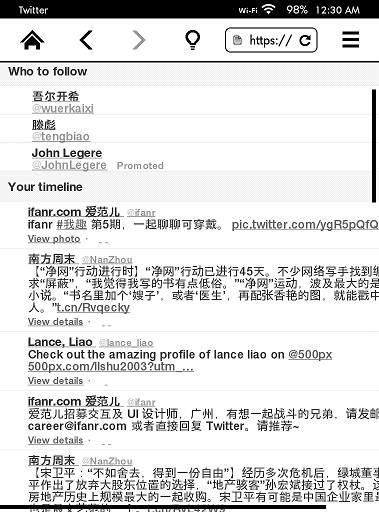 Twitter Wi-Fi 98% 12:30 AM
https://
Who to follow
吾尔开希
@wuerkaixi
滕彪
@tengbiao
John Legere
@JohnLegere Promoted
Your timeline
ifanr.com 爱范儿 @ifanr
ifanr #我趣 第5期，一起聊聊可穿戴。 pic.twitter.com/ygR5pQfQ
View photo ·
南方周末 @NanZhou
【“净网”行动进行时】“净网”行动已进行45天。不少网络写手找到
求“屏蔽”，“我觉得我写的书有点低俗。”“净网”运动，波及最大的是
小说。“书名里加个‘嫂子’，或者‘医生’，再配张香艳的图，就能戳中
人。”t.cn/Rvqecky
View details ·
Lance, Liao @lance_liao
Check out the amazing profile of lance liao on @500px
500px.com/llshu2003?utm_...
View details ·
ifanr.com 爱范儿 @ifanr
爱范儿招募交互及 UI 设计师，广州，有想一起战斗的兄弟，请发邮
career@ifanr.com 或者直接回复 Twitter。请推荐~
View details ·
南方周末 @NanZhou
【宋卫平：“不如舍去，得到一份自由”】经历多次危机后，绿城董事
平作出了放弃大股东位置的选择，“地产骇客”孙宏斌接过了权杖。这
房地产历史上规模最大的一起收购。宋卫平有可能是中国企业家里最